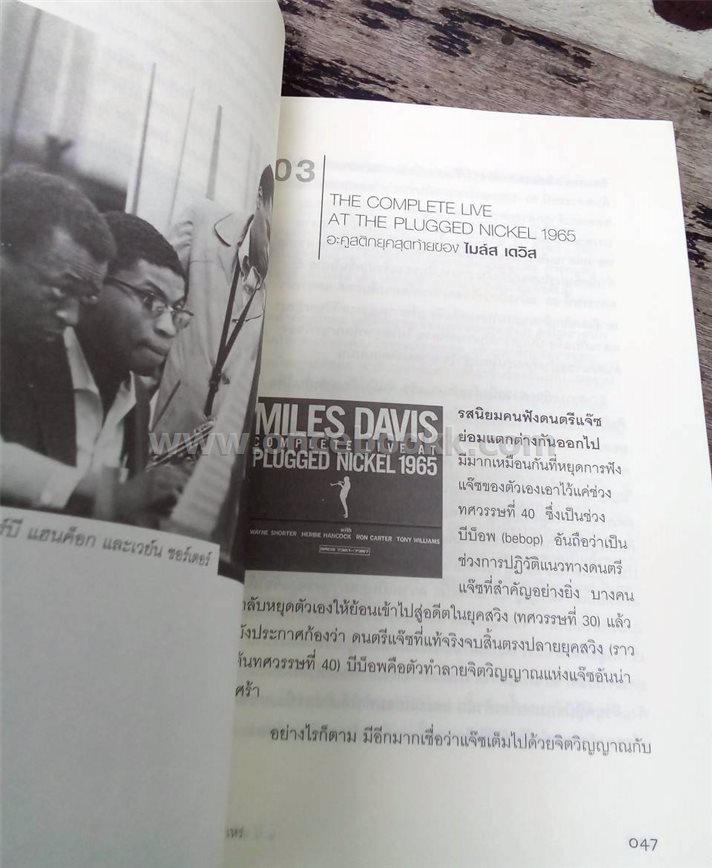 03
THE COMPLETE LIVE
AT THE PLUGGED NICKEL 1965
อะคูสติกยุคสุดท้ายของ ไมล์ส เดวิส
MILES DAVIS
COMPLETE LIVE AT
PLUGGED NICKEL 1965
with
WAYNE SHORTER HERBIE HANCOCK RON CARTER TONY WILLIAMS
รสนิยมคนฟังดนตรีแจ๊ซ
ย่อมแตกต่างกันออกไป
มีมากเหมือนกันที่หยุดการฟัง
แจ๊ซของตัวเองเอาไว้แค่ช่วง
ทศวรรษที่ 40 ซึ่งเป็นช่วง
บีบ็อพ (bebop) อันถือว่าเป็น
ช่วงการปฏิวัติแนวทางดนตรี
แจ๊ซที่สำคัญอย่างยิ่ง บางคน
ลับหยุดตัวเองให้ย้อนเข้าไปสู่อดีตในยุคสวิง (ทศวรรษที่ 30) แล้ว
ังประกาศก้องว่า ดนตรีแจ๊ซที่แท้จริงจบสิ้นตรงปลายยุคสวิง (ราว
ต้นทศวรรษที่ 40) บีบ็อพคือตัวทำลายจิตวิญญาณแห่งแจ๊ซอันน่า
ศร้า
อย่างไรก็ตาม มีอีกมากเชื่อว่าแจ๊ซเต็มไปด้วยจิตวิญญาณกับ
047
ร์บี แฮนค็อก และเวย์น ชอร์เตอร์